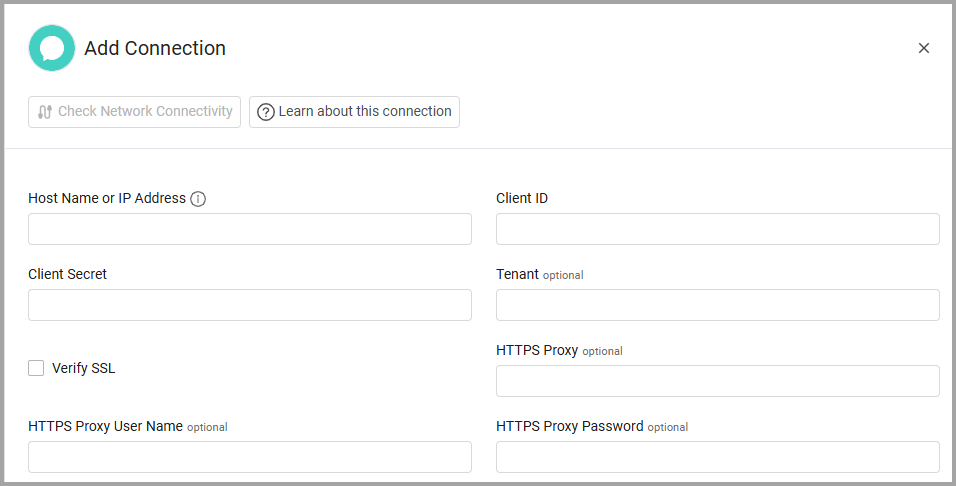 Add Connection
Check Network Connectivity
Learn about this connection
Host Name or IP Address
Client ID
Client Secret
Tenant optional
Verify SSL
HTTPS Proxy optional
HTTPS Proxy User Name optional
HTTPS Proxy Password optional